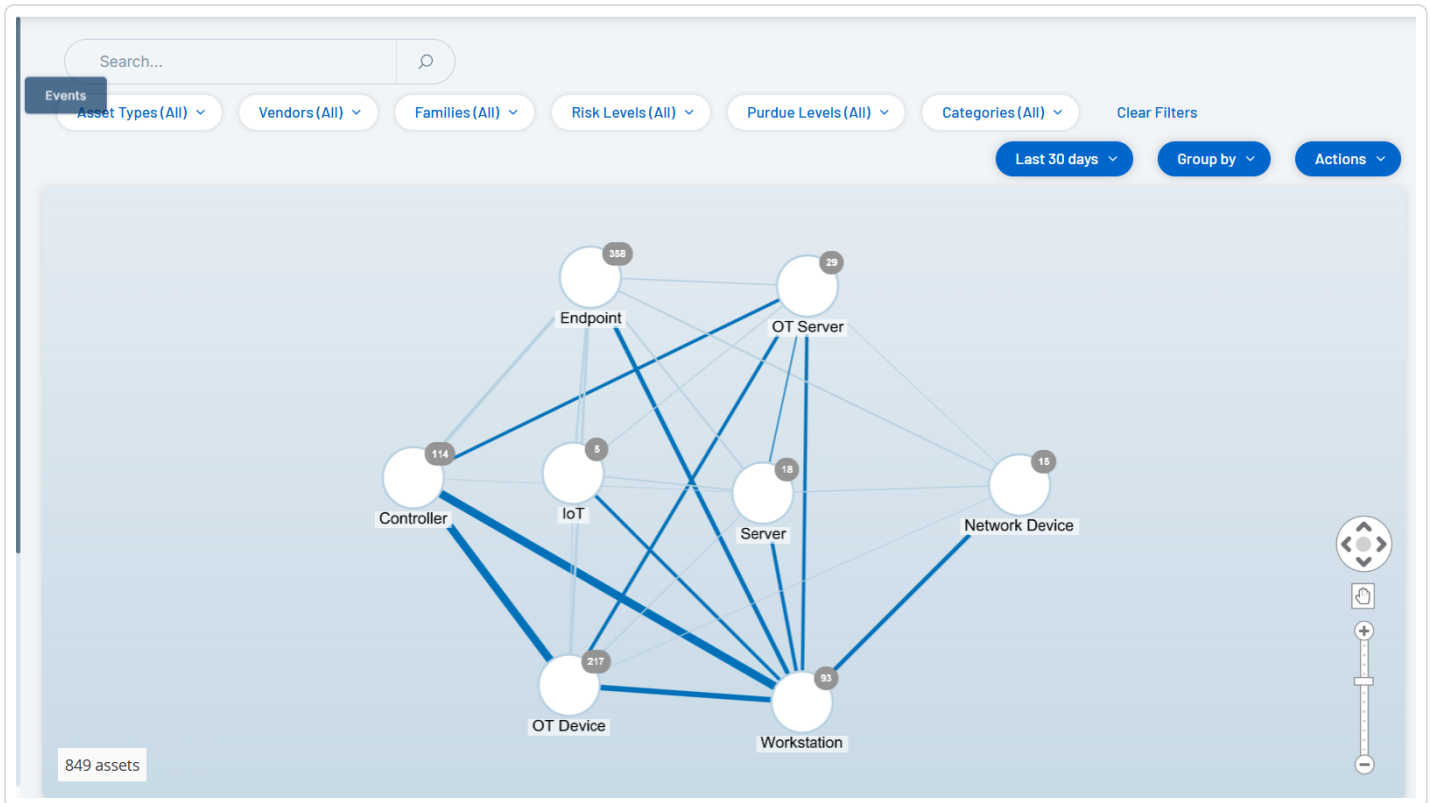 Search...
Events
Asset Types (All)
Vendors (All)
Families (All)
Risk Levels (All)
Purdue Levels (All)
Categories (All)
Clear Filters
Last 30 days
Group by
Actions
358
29
Endpoint
OT Server
114
5
18
15
Controller
IoT
Server
Network Device
217
93
OT Device
Workstation
849 assets